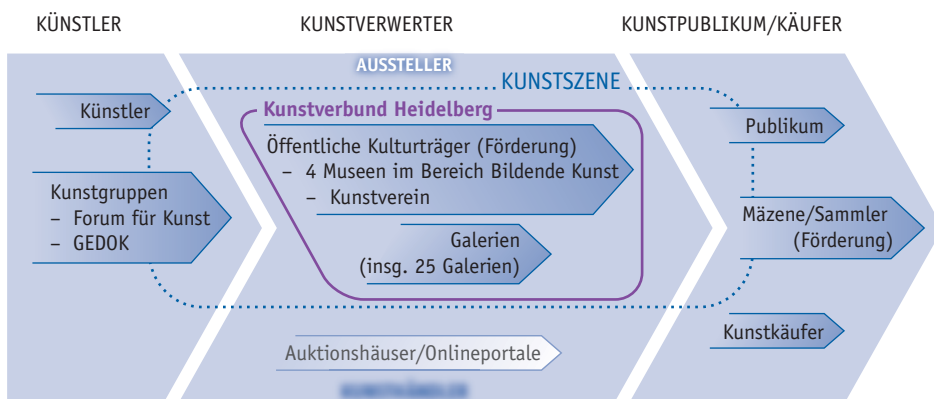 KÜNSTLER
KUNSTVERWERTER
KUNSTPUBLIKUM/KÄUFER
AUSSTELLER
KUNSTSZENE
Künstler
Kunstgruppen
– Forum für Kunst
– GEDOK
Kunstverbund Heidelberg
Öffentliche Kulturträger (Förderung)
– 4 Museen im Bereich Bildende Kunst
– Kunstverein
Galerien
(insg. 25 Galerien)
Auktionshäuser/Onlineportale
Publikum
Mäzene/Sammler
(Förderung)
Kunstkäufer